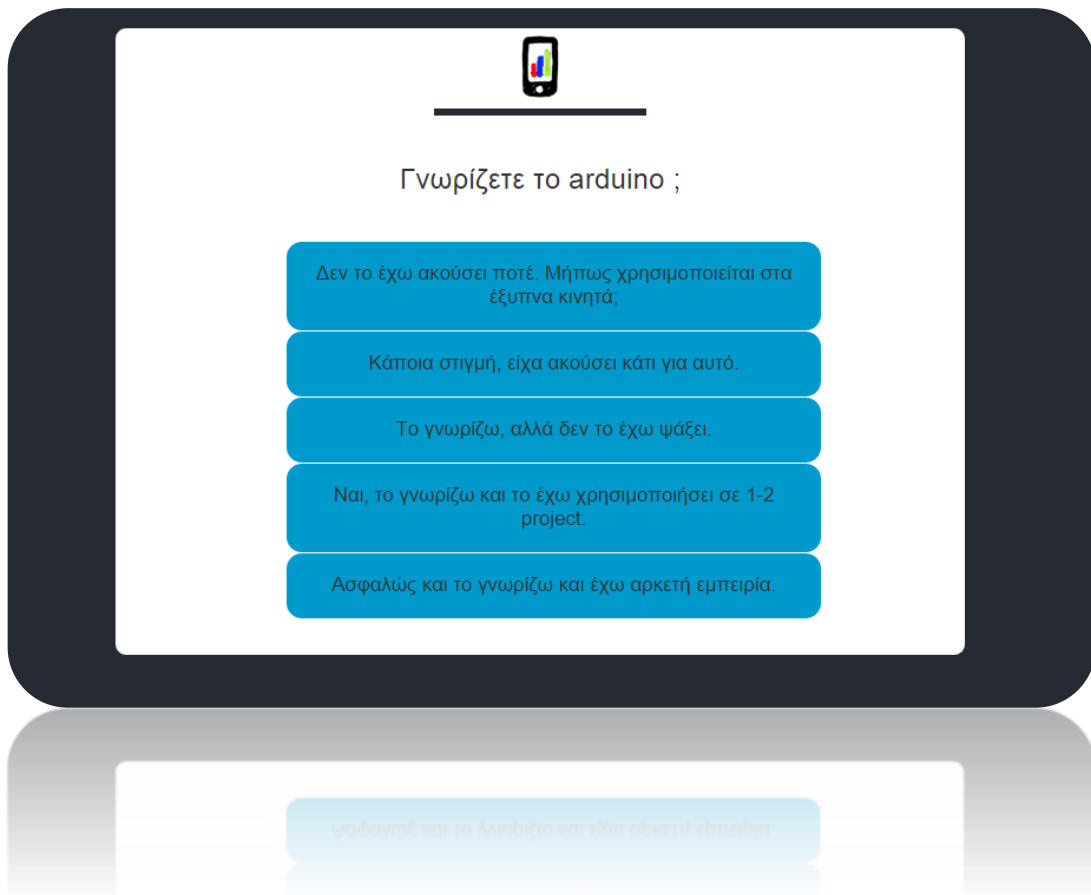 Γνωρίζετε το arduino ;
Δεν το έχω ακούσει ποτέ. Μήπως χρησιμοποιείται στα
έξυπνα κινητά;
Κάποια στιγμή, είχα ακούσει κάτι για αυτό.
Το γνωρίζω, αλλά δεν το έχω ψάξει.
Ναι, το γνωρίζω και το έχω χρησιμοποιήσει σε 1-2
project.
Ασφαλώς και το γνωρίζω και έχω αρκετή εμπειρία.